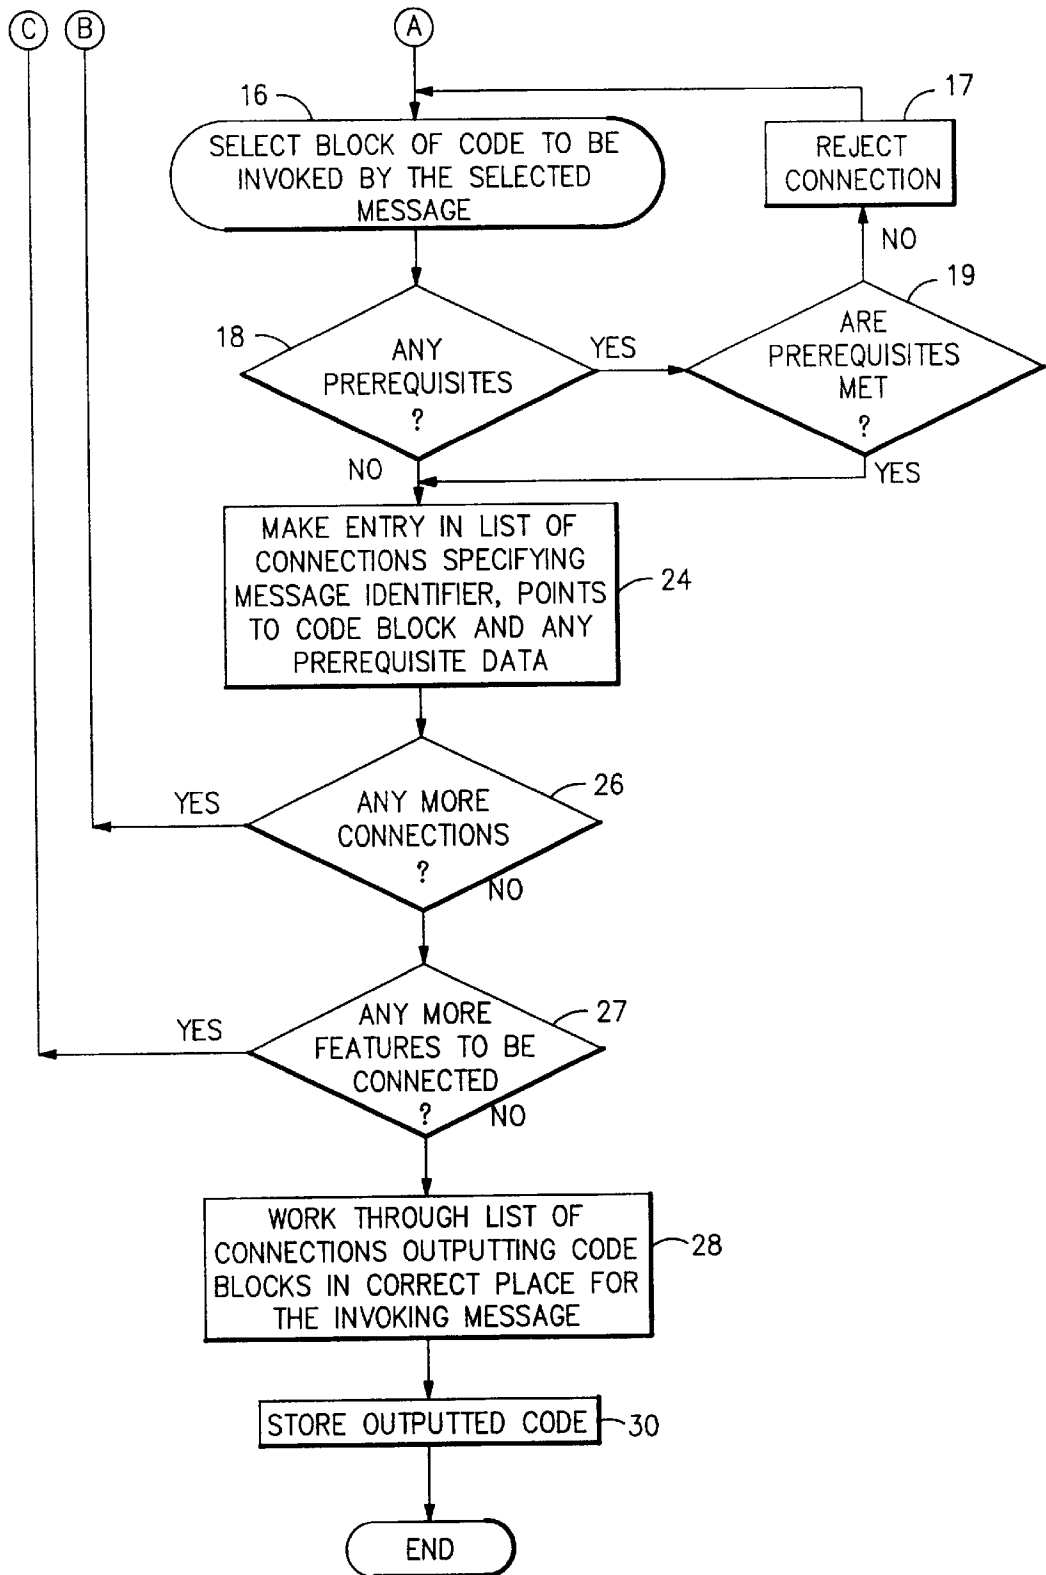 C
B
A
16
17
SELECT BLOCK OF CODE TO BE
INVOKED BY THE SELECTED
MESSAGE
REJECT
CONNECTION
NO
18
19
ANY
PREREQUISITES
?
YES
ARE
PREREQUISITES
MET
?
NO
YES
MAKE ENTRY IN LIST OF
CONNECTIONS SPECIFYING
MESSAGE IDENTIFIER, POINTS
TO CODE BLOCK AND ANY
PREREQUISITE DATA
24
YES
ANY MORE
CONNECTIONS
?
26
NO
YES
ANY MORE
FEATURES TO BE
CONNECTED
?
27
NO
WORK THROUGH LIST OF
CONNECTIONS OUTPUTTING CODE
BLOCKS IN CORRECT PLACE FOR
THE INVOKING MESSAGE
28
STORE OUTPUTTED CODE
30
END